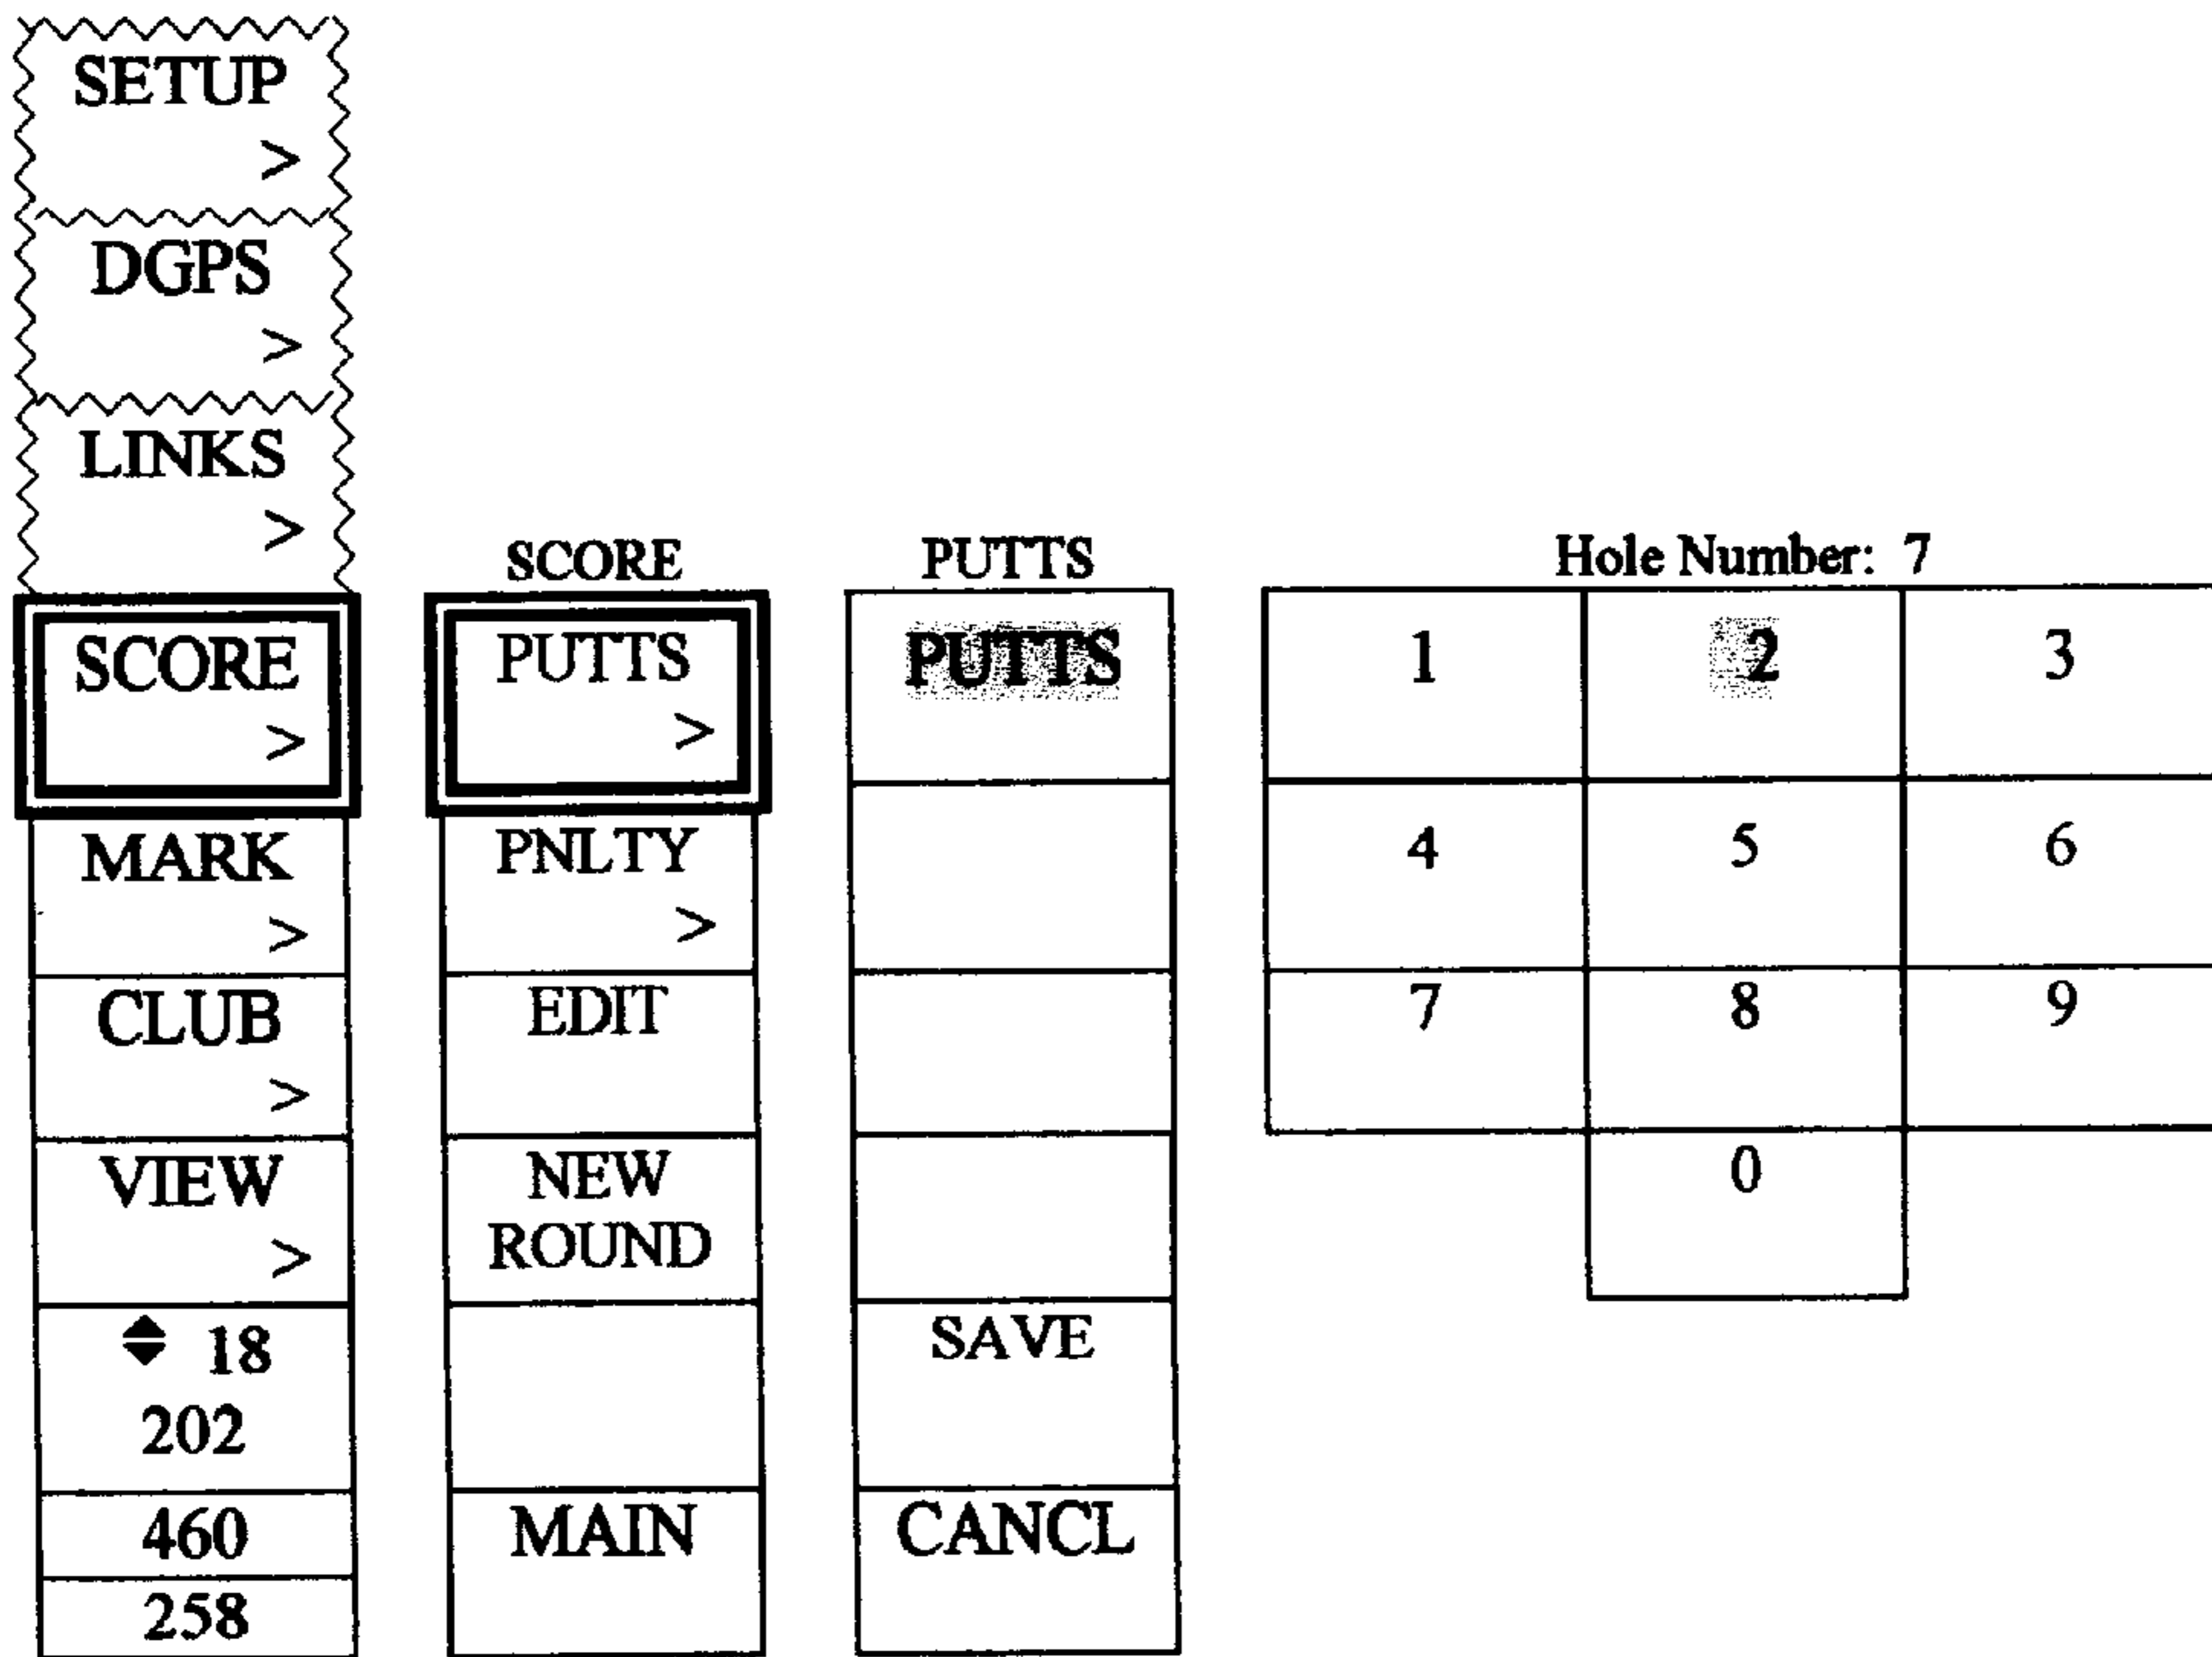 SETUP
>
DGPS
>
LINKS
>
SCORE
>
MARK
>
CLUB
>
VIEW
>
18
202
460
258
SCORE
PUTTS
>
PNLTY
>
EDIT
NEW
ROUND
MAIN
PUTTS
PUTTS
SAVE
CANCL
Hole Number: 7
1 2 3
4 5 6
7 8 9
0